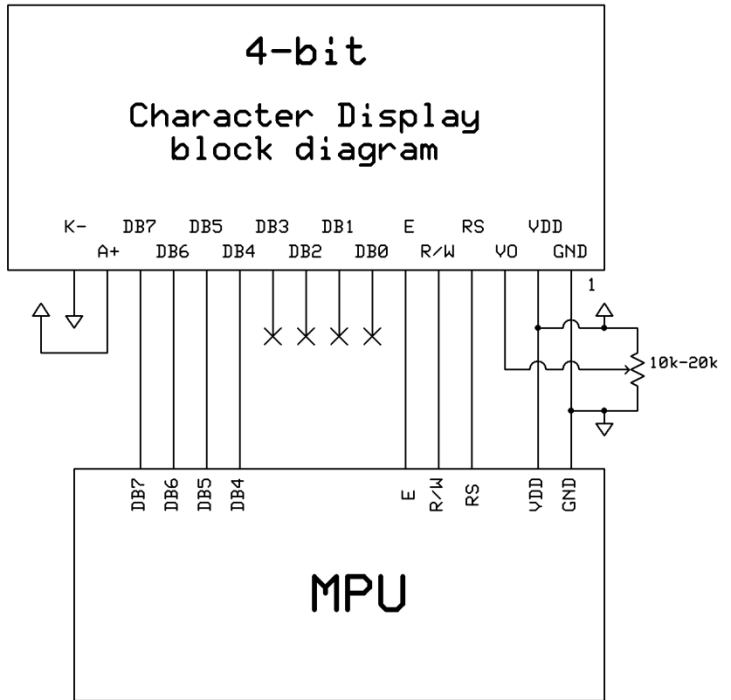 4-bit
Character Display
block diagram
K- DB7 DB5 DB3 DB1 E RS VDD
A+ DB6 DB4 DB2 DB0 R/W VO GND
1
10k-20k
DB7 DB6 DB5 DB4 E R/W RS VDD GND
MPU